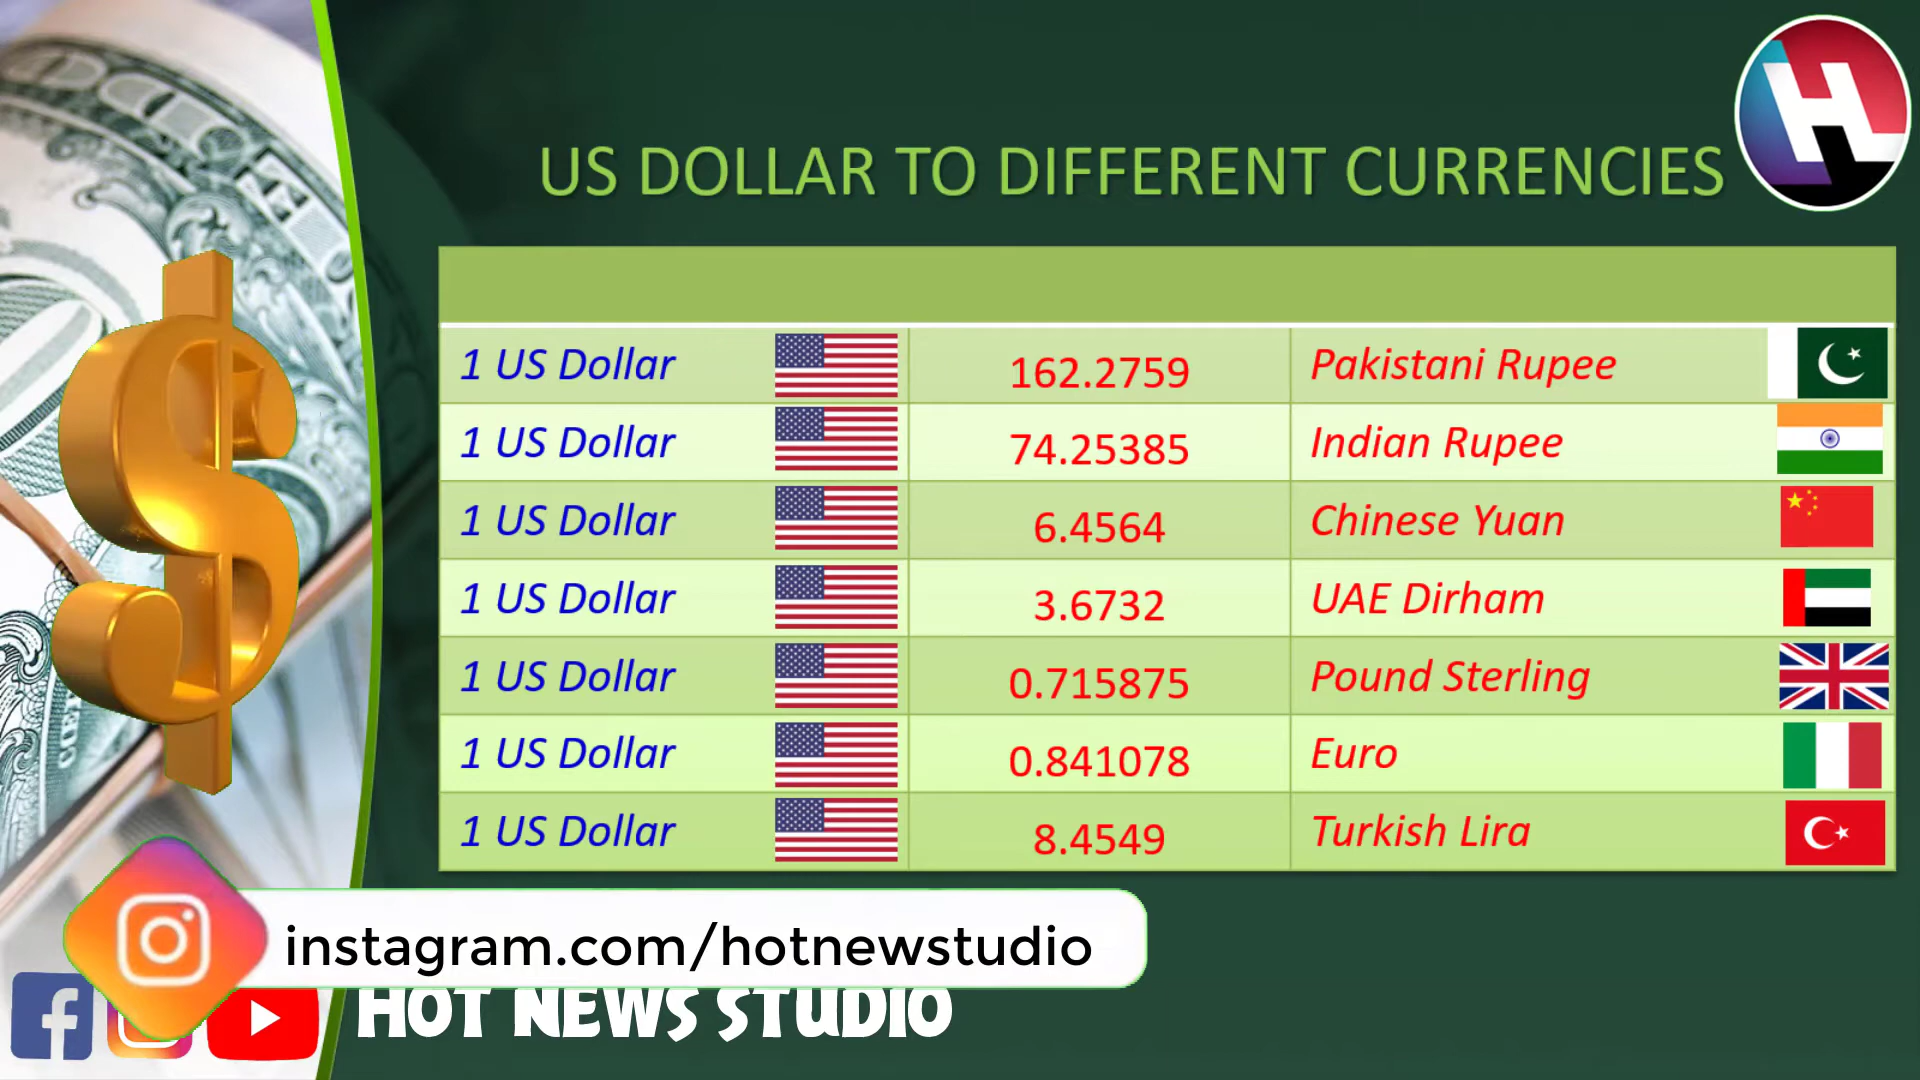 US DOLLAR TO DIFFERENT CURRENCIES
H
1 US Dollar 162.2759 Pakistani Rupee
1 US Dollar 74.25385 Indian Rupee
1 US Dollar 6.4564 Chinese Yuan
1 US Dollar 3.6732 UAE Dirham
1 US Dollar 0.715875 Pound Sterling
1 US Dollar 0.841078 Euro
1 US Dollar 8.4549 Turkish Lira
instagram.com/hotnewstudio
HOT NEWS STUDIO